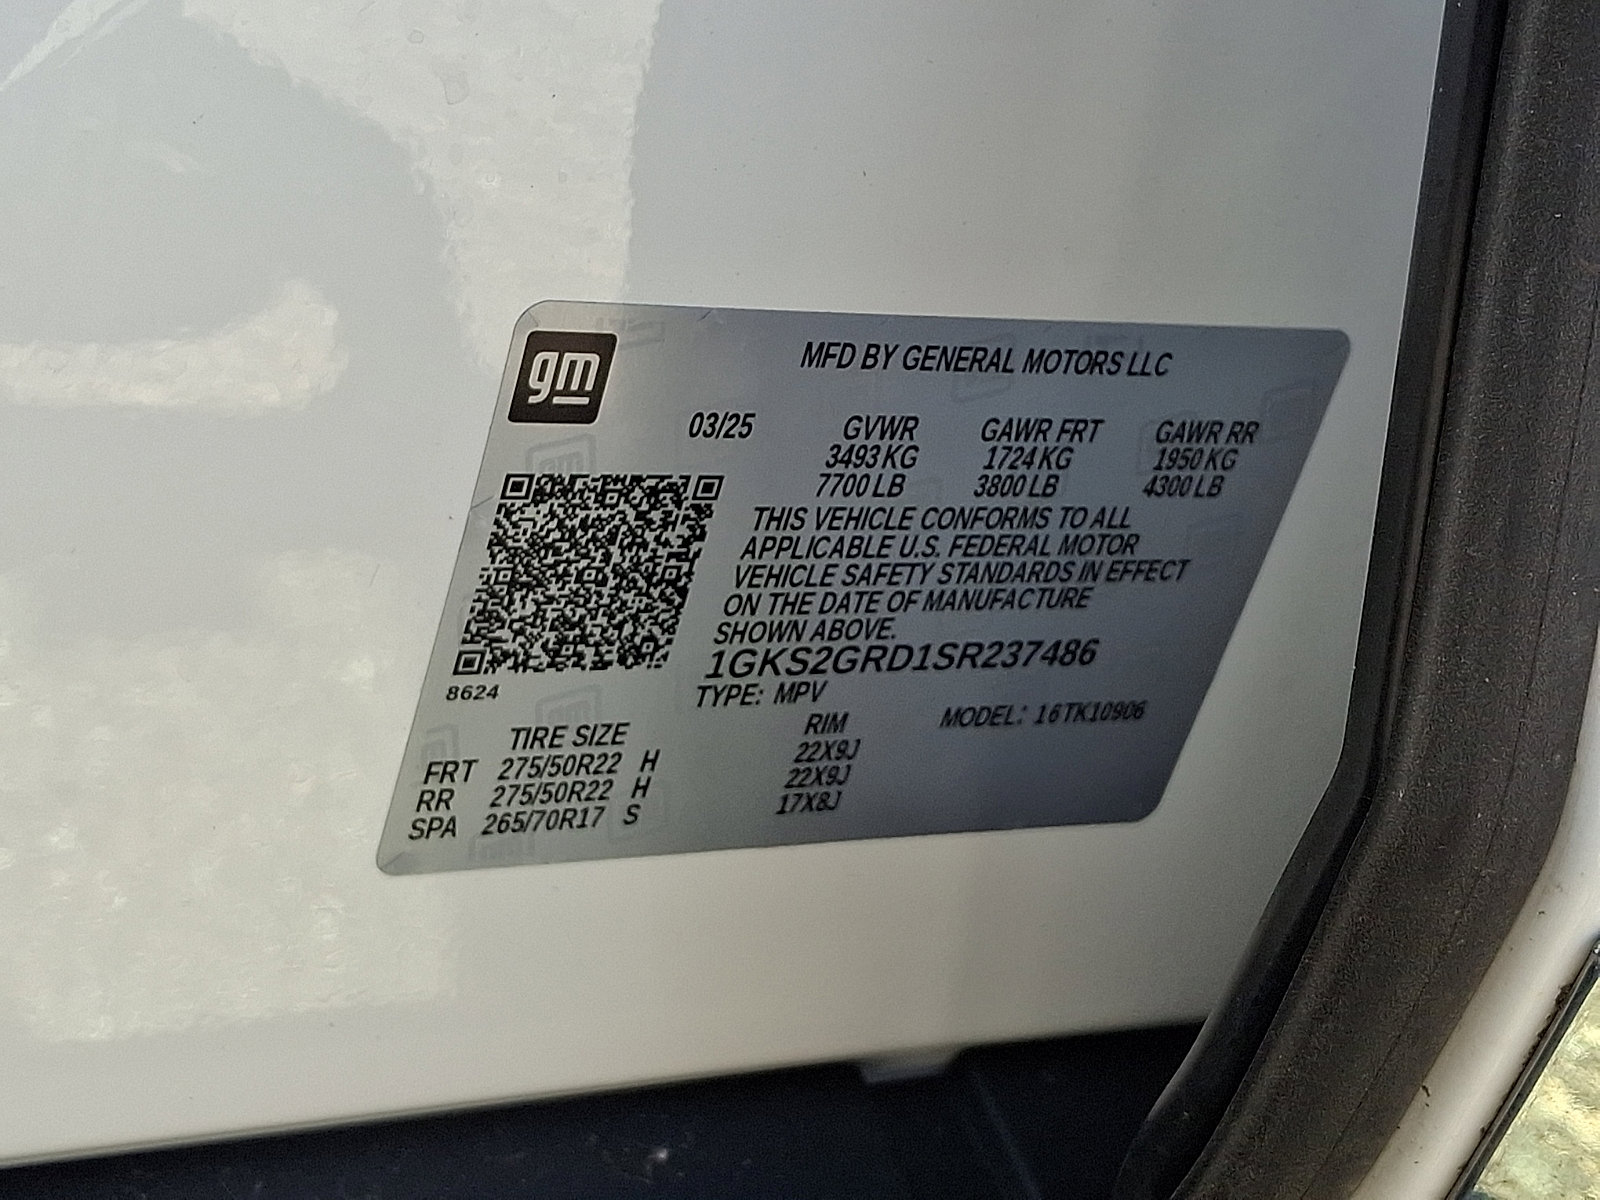 gm
MFD BY GENERAL MOTORS LLC
03/25 GVWR GAWR FRT GAWR RR
3493 KG 1724 KG 1950 KG
7700 LB 3800 LB 4300 LB
THIS VEHICLE CONFORMS TO ALL
APPLICABLE U.S. FEDERAL MOTOR
VEHICLE SAFETY STANDARDS IN EFFECT
ON THE DATE OF MANUFACTURE
SHOWN ABOVE.
1GKS2GRD1SR237486
8624
TYPE: MPV
MODEL: 16TK10906
TIRE SIZE RIM
FRT 275/50R22 H 22X9J
RR 275/50R22 H 22X9J
SPA 265/70R17 S 17X8J